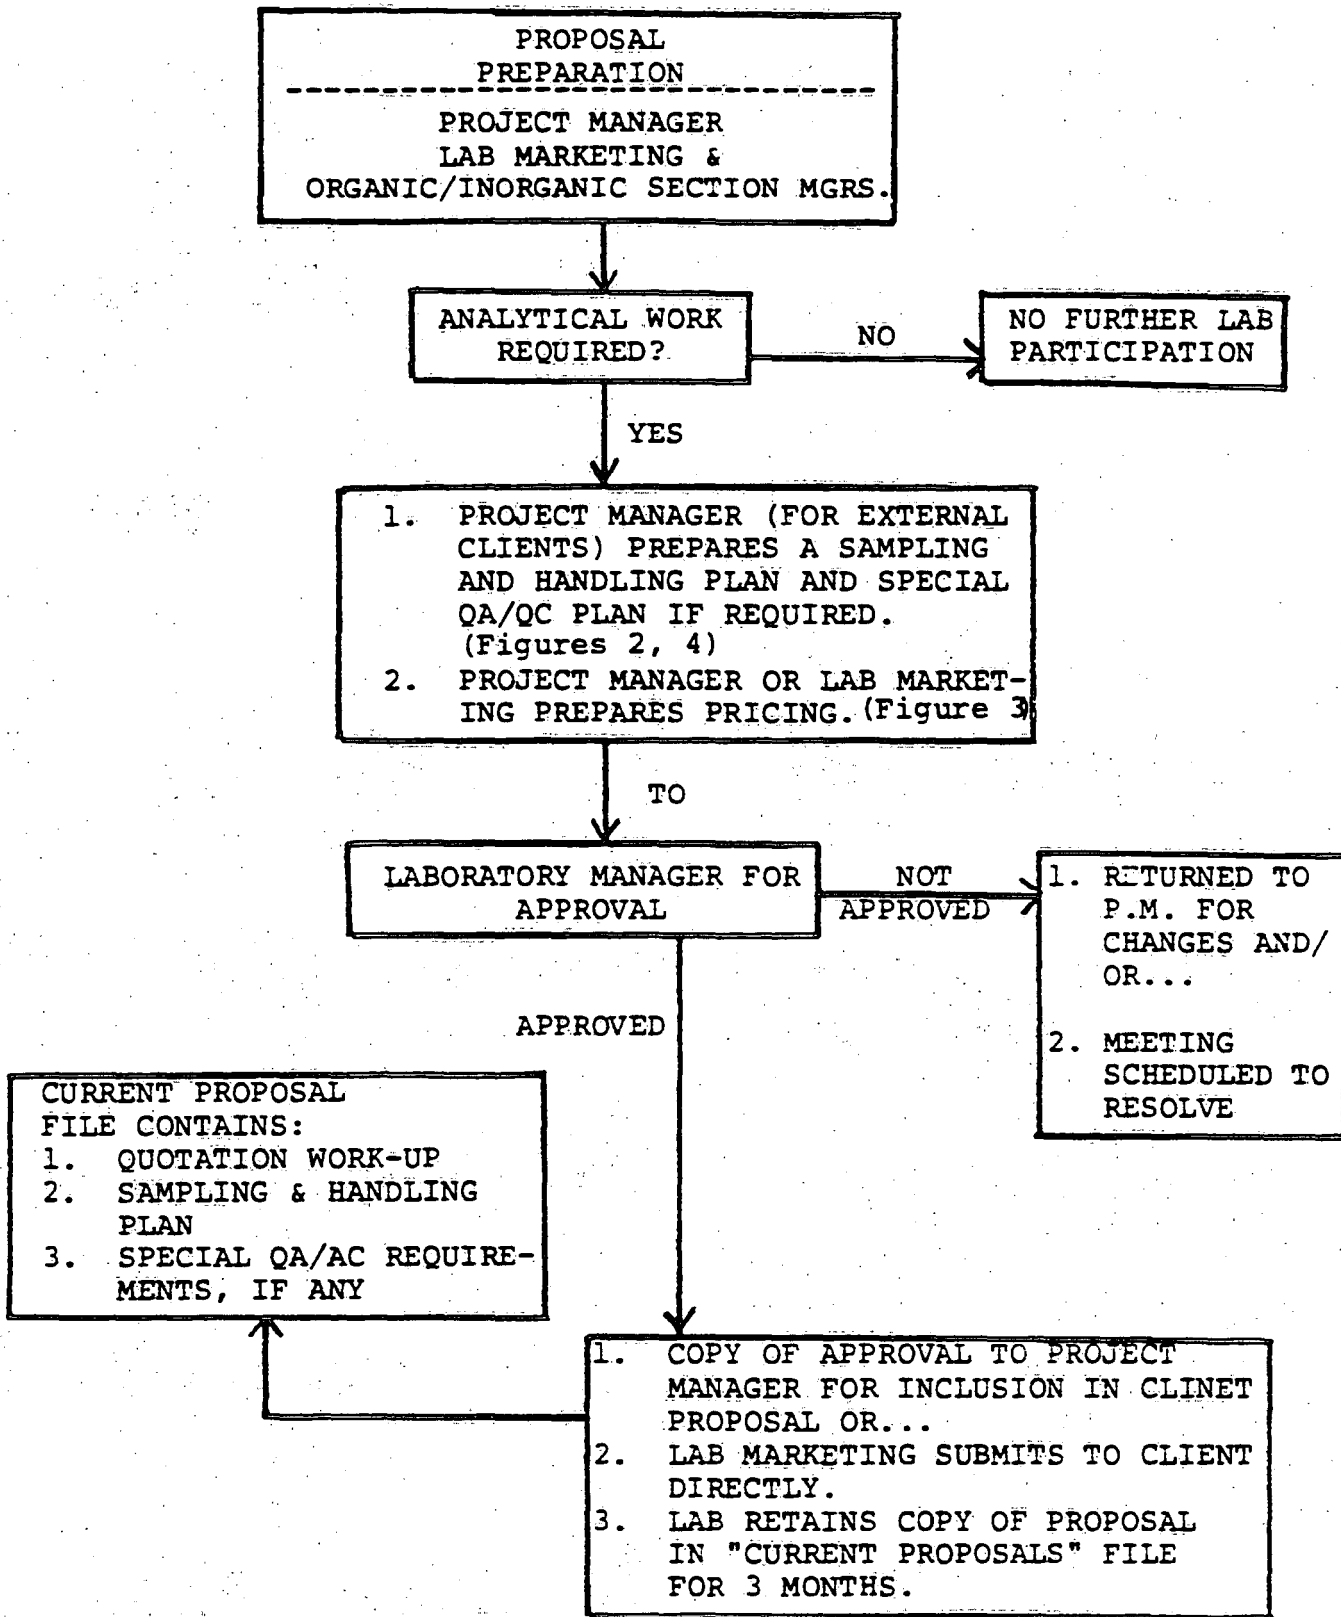 PROPOSAL
PREPARATION
PROJECT MANAGER
LAB MARKETING &
ORGANIC/INORGANIC SECTION MGRS.
ANALYTICAL WORK
REQUIRED?
NO
NO FURTHER LAB
PARTICIPATION
YES
1. PROJECT MANAGER (FOR EXTERNAL
CLIENTS) PREPARES A SAMPLING
AND HANDLING PLAN AND SPECIAL
QA/QC PLAN IF REQUIRED.
(Figures 2, 4)
2. PROJECT MANAGER OR LAB MARKET-
ING PREPARES PRICING. (Figure 3)
TO
LABORATORY MANAGER FOR
APPROVAL
NOT
APPROVED
1. RETURNED TO
P.M. FOR
CHANGES AND/
OR...
2. MEETING
SCHEDULED TO
RESOLVE
APPROVED
CURRENT PROPOSAL
FILE CONTAINS:
1. QUOTATION WORK-UP
2. SAMPLING & HANDLING
PLAN
3. SPECIAL QA/AC REQUIRE-
MENTS, IF ANY
1. COPY OF APPROVAL TO PROJECT
MANAGER FOR INCLUSION IN CLINET
PROPOSAL OR...
2. LAB MARKETING SUBMITS TO CLIENT
DIRECTLY.
3. LAB RETAINS COPY OF PROPOSAL
IN "CURRENT PROPOSALS" FILE
FOR 3 MONTHS.